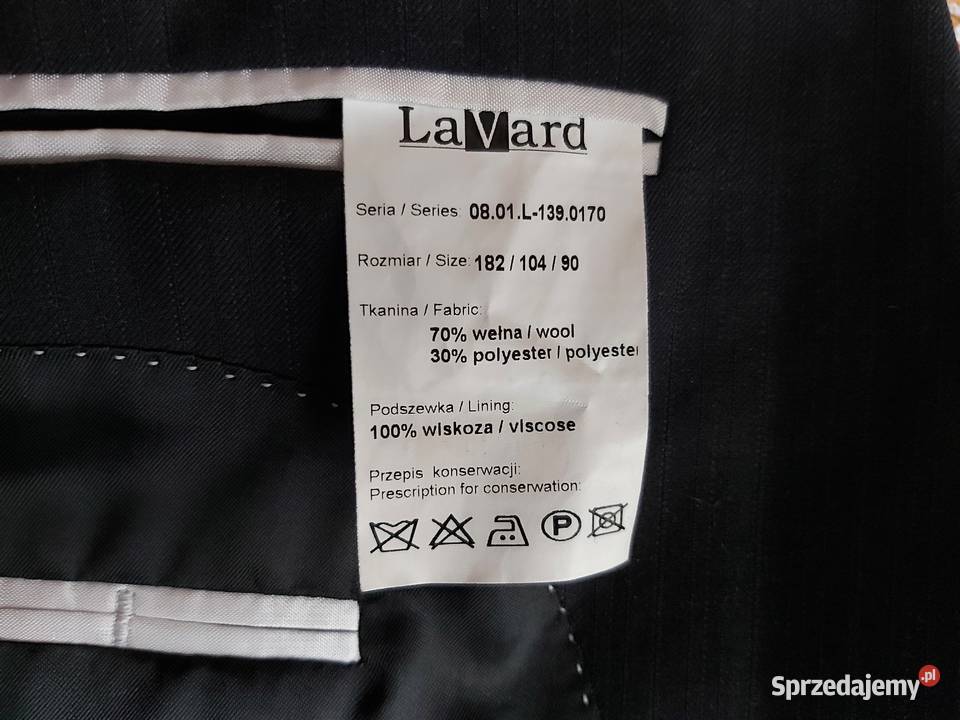 LaVard
Seria / Series: 08.01.L-139.0170
Rozmiar / Size: 182 / 104 / 90
Tkanina / Fabric:
70% wełna / wool
30% polyester / polyester
Podszewka / Lining:
100% wiskoza / viscose
Przepis konserwacji:
Prescription for conserwation:
P
Sprzedajemy.pl